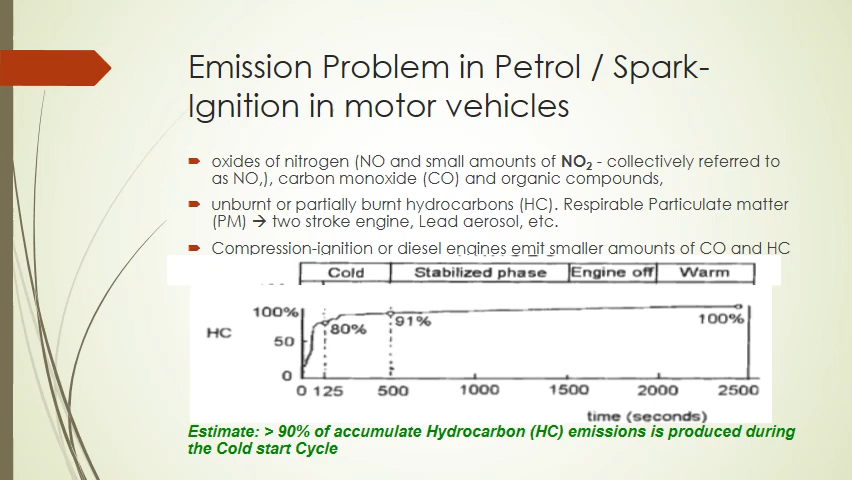 Emission Problem in Petrol / Spark-
Ignition in motor vehicles
oxides of nitrogen (NO and small amounts of NO2 - collectively referred to
as NO,), carbon monoxide (CO) and organic compounds,
unburnt or partially burnt hydrocarbons (HC). Respirable Particulate matter
(PM) → two stroke engine, Lead aerosol, etc.
Compression-ignition or diesel engines emit smaller amounts of CO and HC
Cold Stabilized phase Engine off Warm
100%
HC
50
0
80%
91%
100%
0 125 500 1000 1500 2000 2500
time (seconds)
Estimate: > 90% of accumulate Hydrocarbon (HC) emissions is produced during
the Cold start Cycle